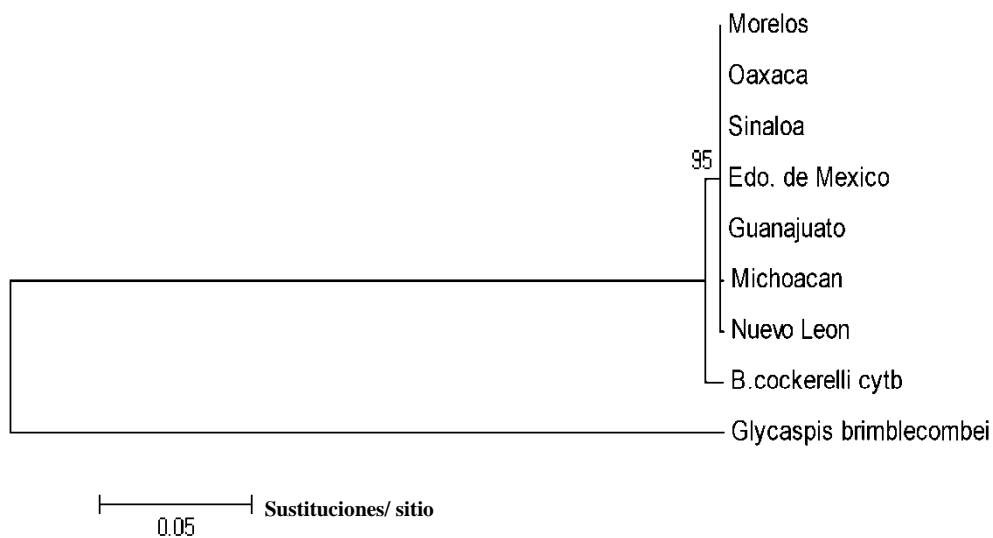 Morelos
Oaxaca
Sinaloa
95
Edo. de Mexico
Guanajuato
Michoacan
Nuevo Leon
B.cockerelli cytb
Glycaspis brimblecombei
Sustituciones/ sitio
0.05